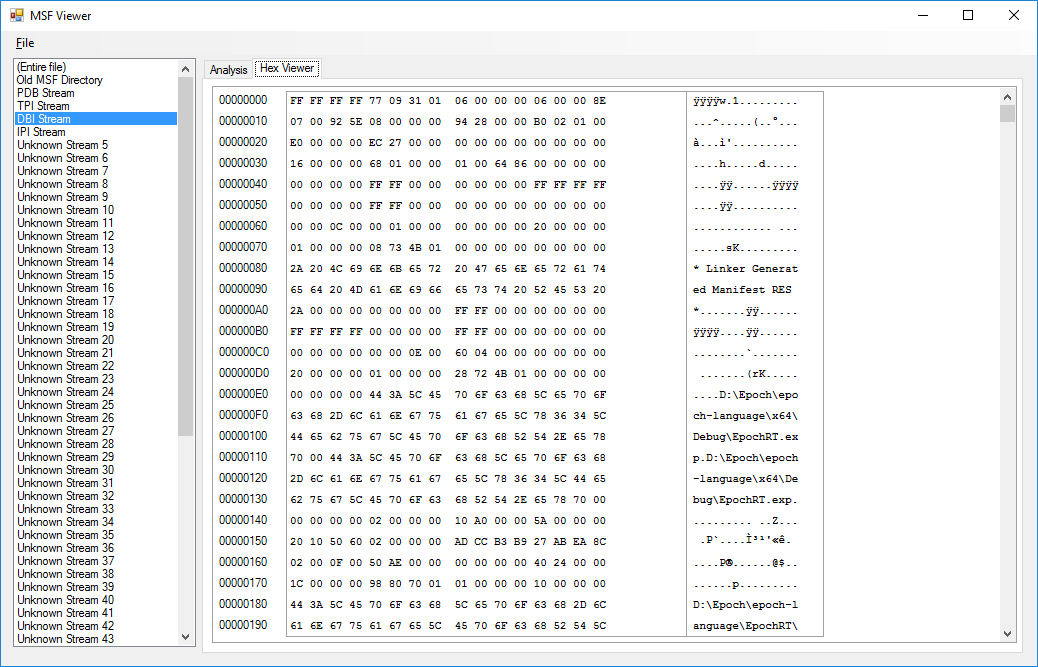 MSF Viewer
File
(Entire file)
Old MSF Directory
PDB Stream
TPI Stream
DBI Stream
IPI Stream
Unknown Stream 5
Unknown Stream 6
Unknown Stream 7
Unknown Stream 8
Unknown Stream 9
Unknown Stream 10
Unknown Stream 11
Unknown Stream 12
Unknown Stream 13
Unknown Stream 14
Unknown Stream 15
Unknown Stream 16
Unknown Stream 17
Unknown Stream 18
Unknown Stream 19
Unknown Stream 20
Unknown Stream 21
Unknown Stream 22
Unknown Stream 23
Unknown Stream 24
Unknown Stream 25
Unknown Stream 26
Unknown Stream 27
Unknown Stream 28
Unknown Stream 29
Unknown Stream 30
Unknown Stream 31
Unknown Stream 32
Unknown Stream 33
Unknown Stream 34
Unknown Stream 35
Unknown Stream 36
Unknown Stream 37
Unknown Stream 38
Unknown Stream 39
Unknown Stream 40
Unknown Stream 41
Unknown Stream 42
Unknown Stream 43
Analysis Hex Viewer
00000000 FF FF FF FF 77 09 31 01 06 00 00 00 06 00 00 8E ÿÿÿÿw.1.........
00000010 07 00 92 5E 08 00 00 00 94 28 00 00 B0 02 01 00 ...^.....(..°...
00000020 E0 00 00 00 EC 27 00 00 00 00 00 00 00 00 00 00 à...ì'..........
00000030 16 00 00 00 68 01 00 00 01 00 64 86 00 00 00 00 ....h.....d.....
00000040 00 00 00 00 FF FF 00 00 00 00 00 00 FF FF FF FF ....ÿÿ......ÿÿÿÿ
00000050 00 00 00 00 FF FF 00 00 00 00 00 00 00 00 00 00 ....ÿÿ..........
00000060 00 00 0C 00 00 01 00 00 00 00 00 00 20 00 00 00 ............ ...
00000070 01 00 00 00 08 73 4B 01 00 00 00 00 00 00 00 00 .....sK.........
00000080 2A 20 4C 69 6E 6B 65 72 20 47 65 6E 65 72 61 74 * Linker Generat
00000090 65 64 20 4D 61 6E 69 66 65 73 74 20 52 45 53 20 ed Manifest RES
000000A0 2A 00 00 00 00 00 00 00 FF FF 00 00 00 00 00 00 *.......ÿÿ......
000000B0 FF FF FF FF 00 00 00 00 FF FF 00 00 00 00 00 00 ÿÿÿÿ....ÿÿ......
000000C0 00 00 00 00 00 00 0E 00 60 04 00 00 00 00 00 00 ........`.......
000000D0 20 00 00 00 01 00 00 00 28 72 4B 01 00 00 00 00 .......(rK.....
000000E0 00 00 00 00 44 3A 5C 45 70 6F 63 68 5C 65 70 6F ....D:\Epoch\epo
000000F0 63 68 2D 6C 61 6E 67 75 61 67 65 5C 78 36 34 5C ch-language\x64\
00000100 44 65 62 75 67 5C 45 70 6F 63 68 52 54 2E 65 78 Debug\EpochRT.ex
00000110 70 00 44 3A 5C 45 70 6F 63 68 5C 65 70 6F 63 68 p.D:\Epoch\epoch
00000120 2D 6C 61 6E 67 75 61 67 65 5C 78 36 34 5C 44 65 -language\x64\De
00000130 62 75 67 5C 45 70 6F 63 68 52 54 2E 65 78 70 00 bug\EpochRT.exp.
00000140 00 00 00 00 02 00 00 00 10 A0 00 00 5A 00 00 00 ......... ..Z...
00000150 20 10 50 60 02 00 00 00 AD CC B3 B9 27 AB EA 8C .P`....Ì³¹'«ê.
00000160 02 00 0F 00 50 AE 00 00 00 00 00 00 40 24 00 00 ....P®......@$..
00000170 1C 00 00 00 98 80 70 01 01 00 00 00 10 00 00 00 ......p.........
00000180 44 3A 5C 45 70 6F 63 68 5C 65 70 6F 63 68 2D 6C D:\Epoch\epoch-l
00000190 61 6E 67 75 61 67 65 5C 45 70 6F 63 68 52 54 5C anguage\EpochRT\